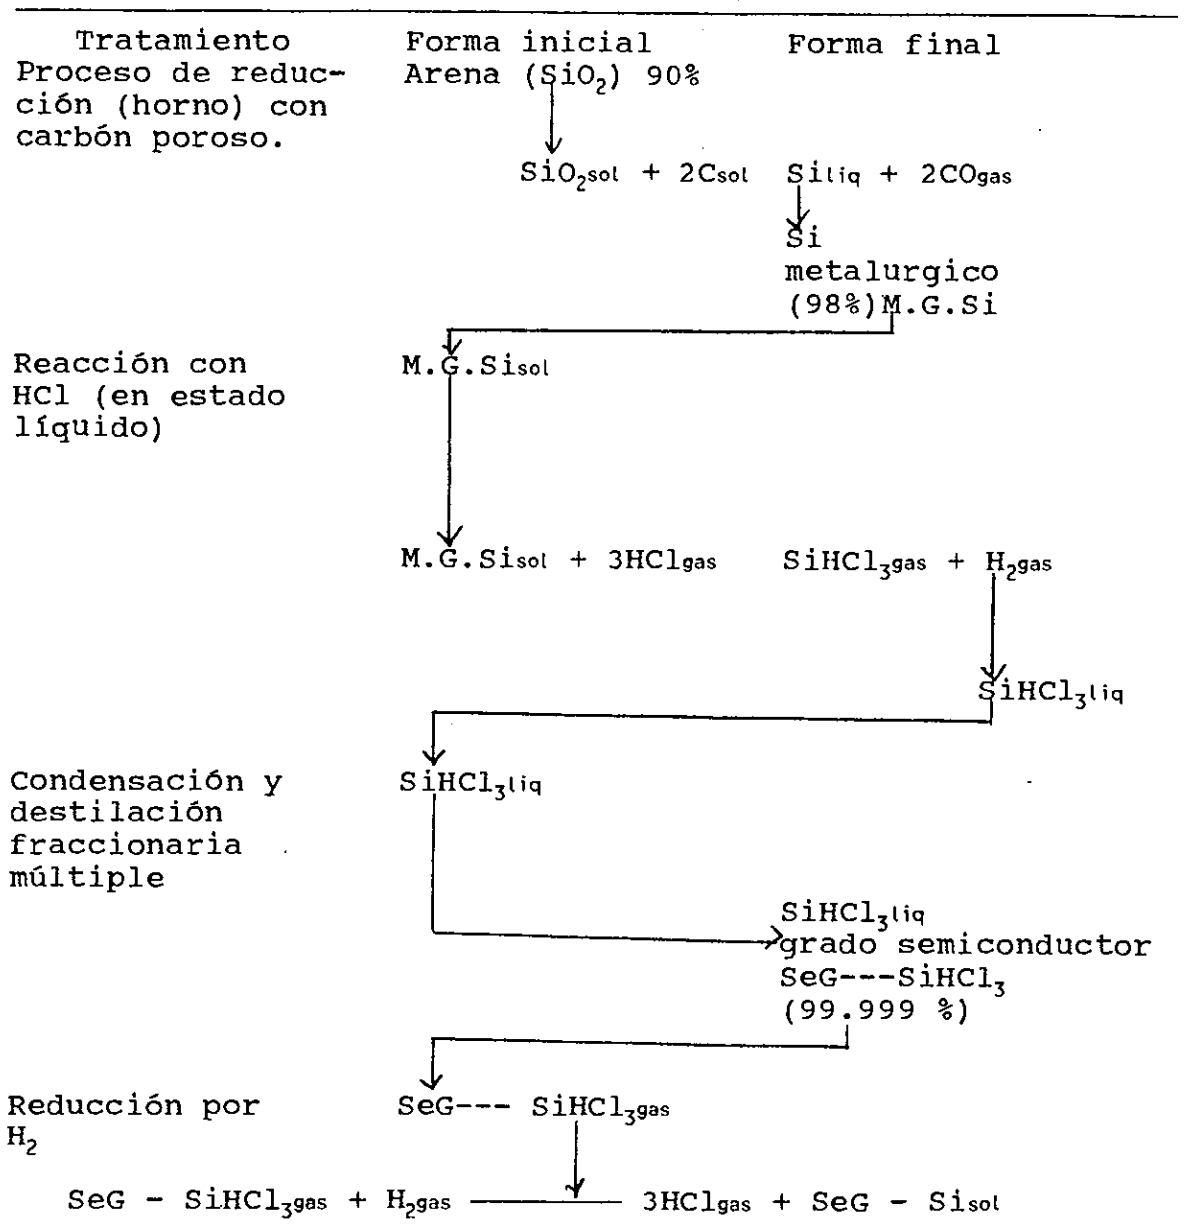 Tratamiento Forma inicial Forma final
Proceso de reduc- Arena (SiO₂) 90%
ción (horno) con
carbón poroso.
SiO₂sol + 2Csol Siliq + 2COgas
Si
metalurgico
(98%)M.G.Si
Reacción con M.G.Sisol
HCl (en estado
líquido)
M.G.Sisol + 3HClgas SiHCl₃gas + H₂gas
SiHCl₃liq
Condensación y SiHCl₃liq
destilación
fraccionaria
múltiple
SiHCl₃liq
grado semiconductor
SeG---SiHCl₃
(99.999 %)
Reducción por SeG--- SiHCl₃gas
H₂
SeG - SiHCl₃gas + H₂gas 3HClgas + SeG - Sisol